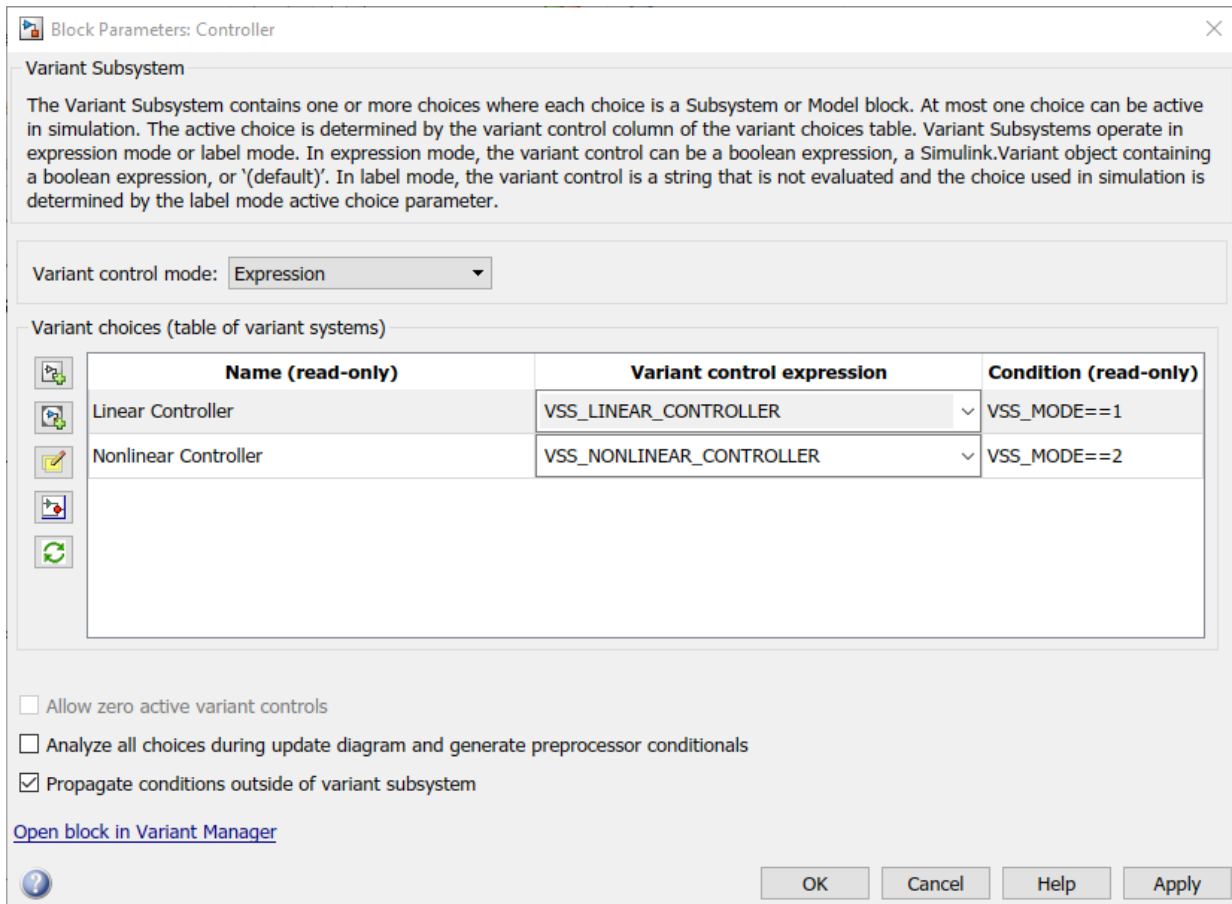 Block Parameters: Controller
Variant Subsystem
The Variant Subsystem contains one or more choices where each choice is a Subsystem or Model block. At most one choice can be active
in simulation. The active choice is determined by the variant control column of the variant choices table. Variant Subsystems operate in
expression mode or label mode. In expression mode, the variant control can be a boolean expression, a Simulink.Variant object containing
a boolean expression, or ‘(default)’. In label mode, the variant control is a string that is not evaluated and the choice used in simulation is
determined by the label mode active choice parameter.
Variant control mode: Expression
Variant choices (table of variant systems)
Name (read-only) Variant control expression Condition (read-only)
Linear Controller VSS_LINEAR_CONTROLLER VSS_MODE==1
Nonlinear Controller VSS_NONLINEAR_CONTROLLER VSS_MODE==2
Allow zero active variant controls
Analyze all choices during update diagram and generate preprocessor conditionals
Propagate conditions outside of variant subsystem
Open block in Variant Manager
? OK Cancel Help Apply